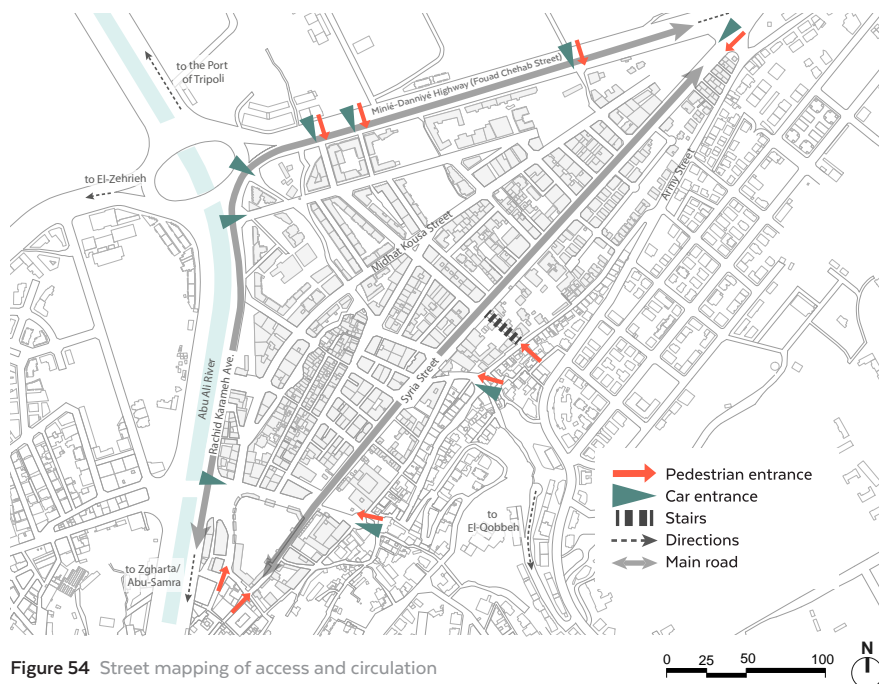 to the Port
of Tripoli
Minié-Danniyé Highway (Fouad Chehab Street)
to El-Zehrieh
Army Street
Midhat Kousa Street
Abu Ali River
Rachid Karameh Ave.
Syria Street
to
El-Qobbeh
to Zgharta/
Abu-Samra
Pedestrian entrance
Car entrance
Stairs
Directions
Main road
Figure 54 Street mapping of access and circulation
0 25 50 100
N